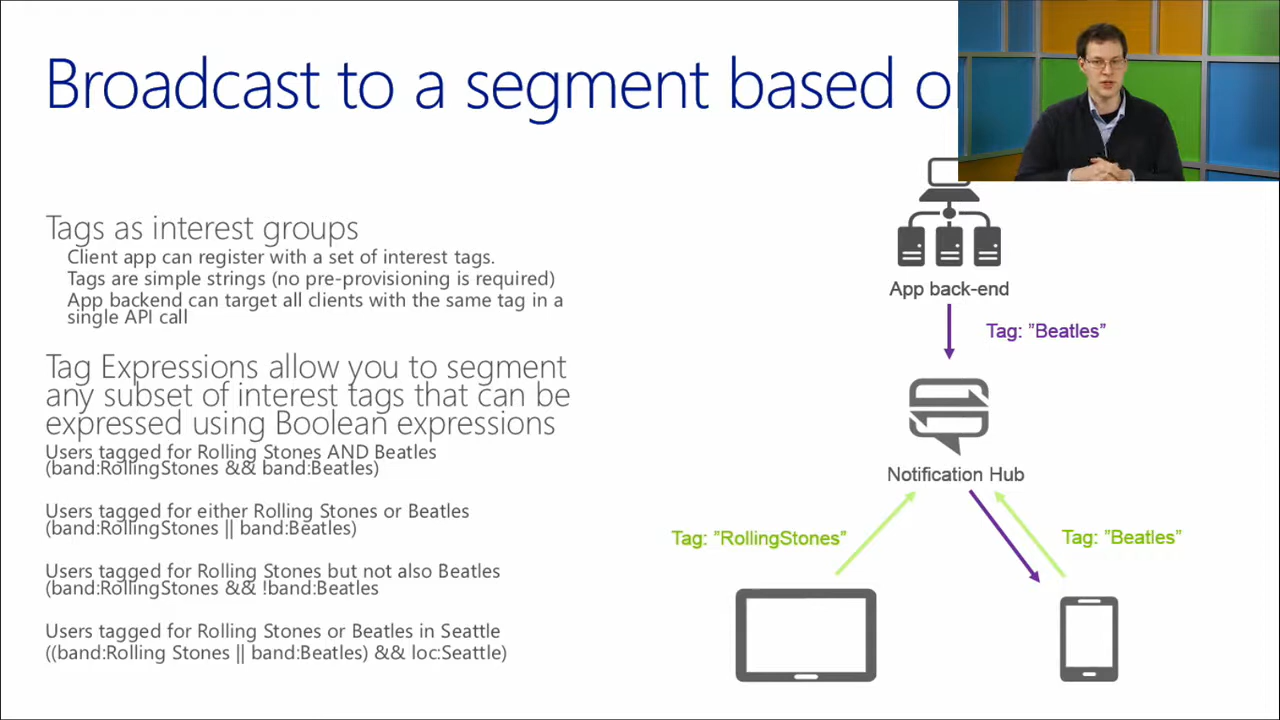 Broadcast to a segment based o
Tags as interest groups
Client app can register with a set of interest tags.
Tags are simple strings (no pre-provisioning is required)
App backend can target all clients with the same tag in a
single API call
Tag Expressions allow you to segment
any subset of interest tags that can be
expressed using Boolean expressions
Users tagged for Rolling Stones AND Beatles
(band:RollingStones && band:Beatles)
Users tagged for either Rolling Stones or Beatles
(band:RollingStones || band:Beatles)
Users tagged for Rolling Stones but not also Beatles
(band:RollingStones && !band:Beatles
Users tagged for Rolling Stones or Beatles in Seattle
((band:Rolling Stones || band:Beatles) && loc:Seattle)
App back-end
Tag: ”Beatles”
Notification Hub
Tag: ”RollingStones”
Tag: ”Beatles”